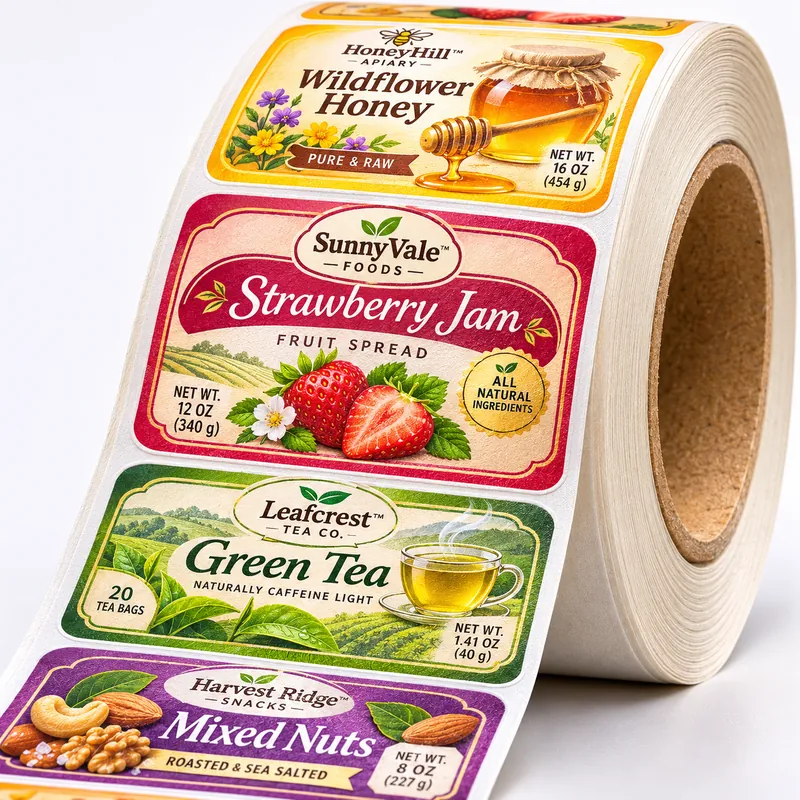 HoneyHill™
APIARY
Wildflower
Honey
PURE & RAW
NET WT.
16 OZ
(454 g)
SunnyVale™
FOODS
Strawberry Jam
FRUIT SPREAD
ALL
NATURAL
INGREDIENTS
NET WT.
12 OZ
(340 g)
Leafcrest™
TEA CO.
Green Tea
NATURALLY CAFFEINE LIGHT
20
TEA BAGS
NET WT.
1.41 OZ
(40 g)
Harvest Ridge™
SNACKS
Mixed Nuts
ROASTED & SEA SALTED
NET WT.
8 OZ
(227 g)